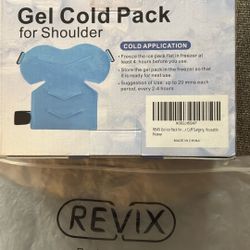 Gel Cold Pack
for Shoulder
COLD APPLICATION
Freeze the ice pack flat in freezer at
least 4 hours before you use.
Store the gel pack in the freezer so that
it is ready for next use.
Suggestion of Use: up to 20 mins each
period, every 2-4 hours
MADE IN CHINA
REVIX